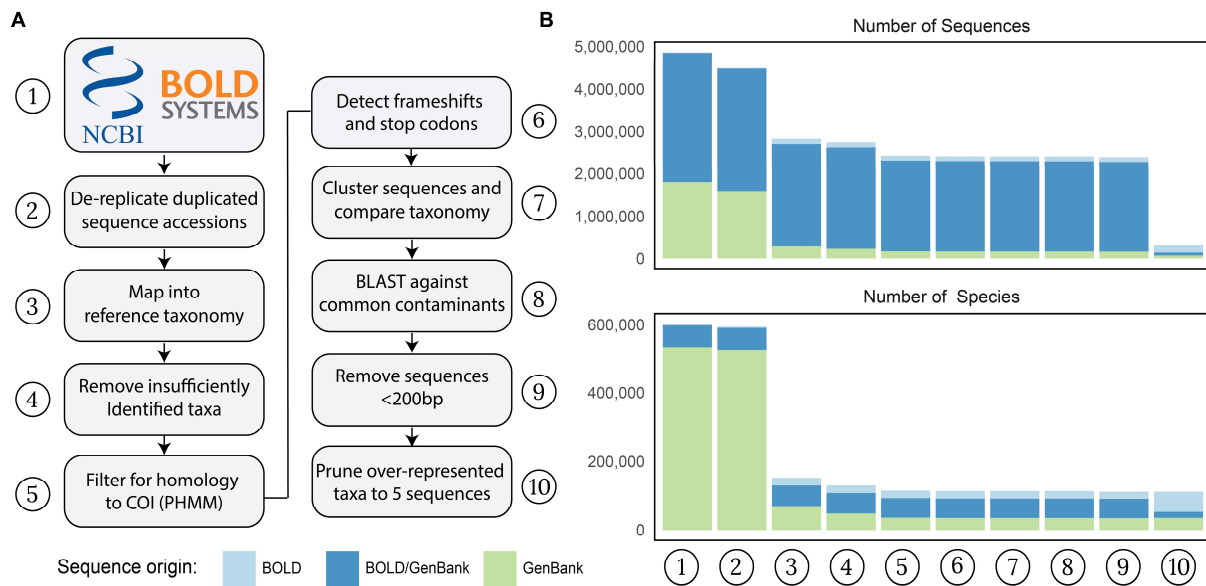 A
1
NCBI
BOLD
SYSTEMS
2
De-replicate duplicated
sequence accessions
3
Map into
reference taxonomy
4
Remove insufficiently
Identified taxa
5
Filter for homology
to COI (PHMM)
Detect frameshifts
and stop codons
6
Cluster sequences and
compare taxonomy
7
BLAST against
common contaminants
8
Remove sequences
<200bp
9
Prune over-represented
taxa to 5 sequences
10
B
Number of Sequences
5,000,000
4,000,000
3,000,000
2,000,000
1,000,000
0
Number of Species
600,000
400,000
200,000
0
1 2 3 4 5 6 7 8 9 10
Sequence origin: BOLD BOLD/GenBank GenBank